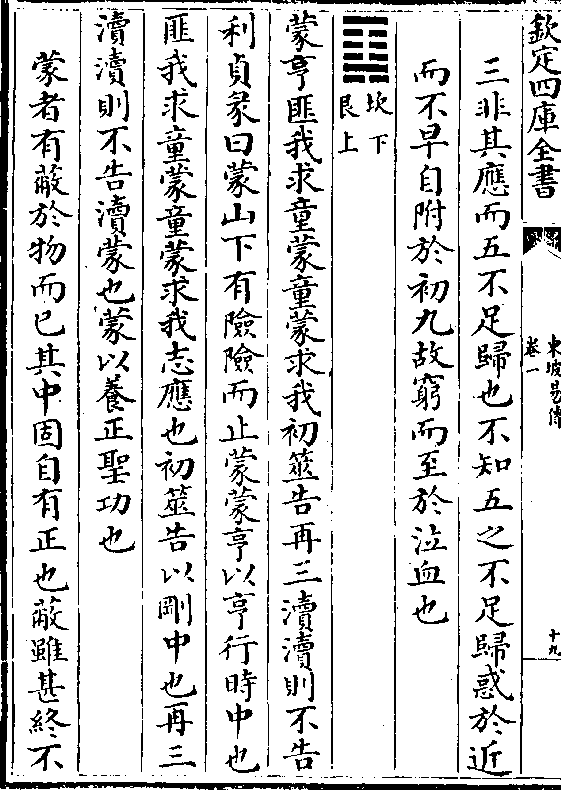 欽定四庫全書
東坡易傳
卷一
十九
三非其應而五不足歸也不知五之不足歸惑於近
而不早自附於初九故窮而至於泣血也
坎下
艮上
蒙亨匪我求童蒙童蒙求我初筮告再三瀆瀆則不告
利貞彖曰蒙山下有險險而止蒙蒙亨以亨行時中也
匪我求童蒙童蒙求我志應也初筮告以剛中也再三
瀆瀆則不告瀆蒙也蒙以養正聖功也
蒙者有蔽於物而已其中固自有正也蔽雖甚終不